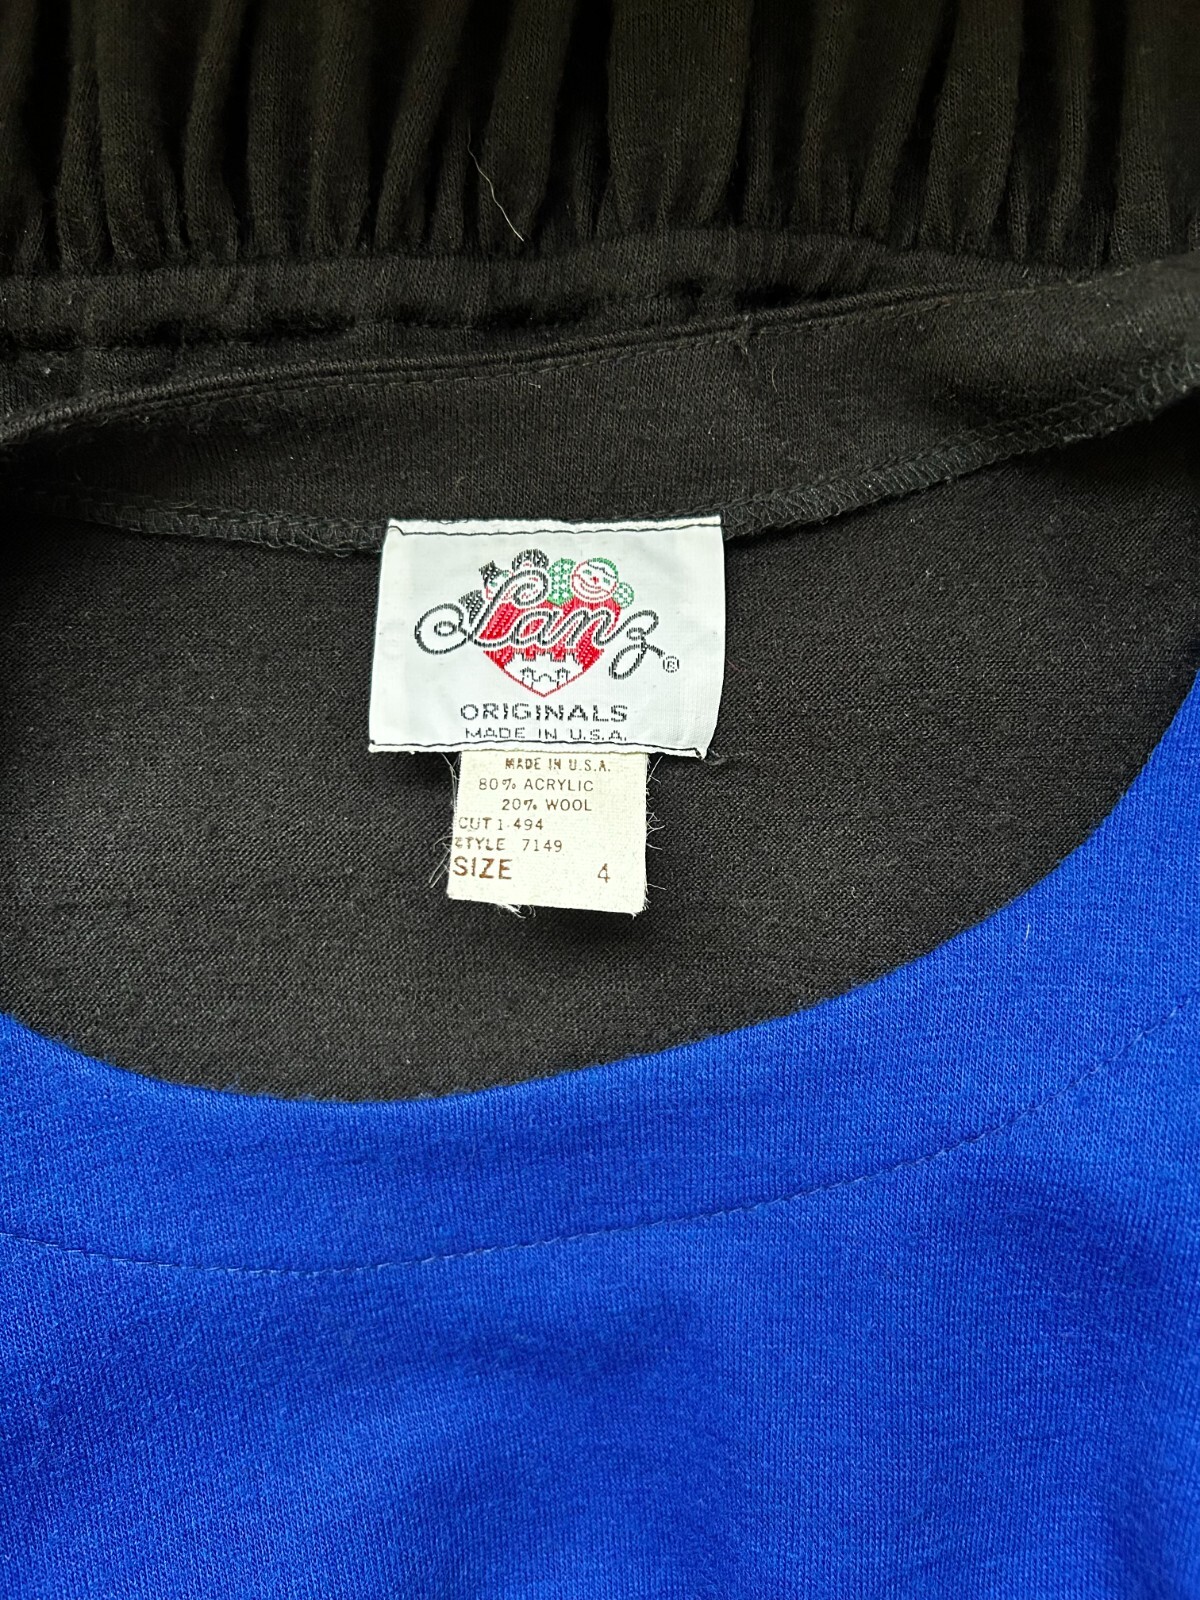 Lanz®
ORIGINALS
MADE IN U.S.A.
MADE IN U.S.A.
80% ACRYLIC
20% WOOL
CUT 1 494
STYLE 7149
SIZE 4